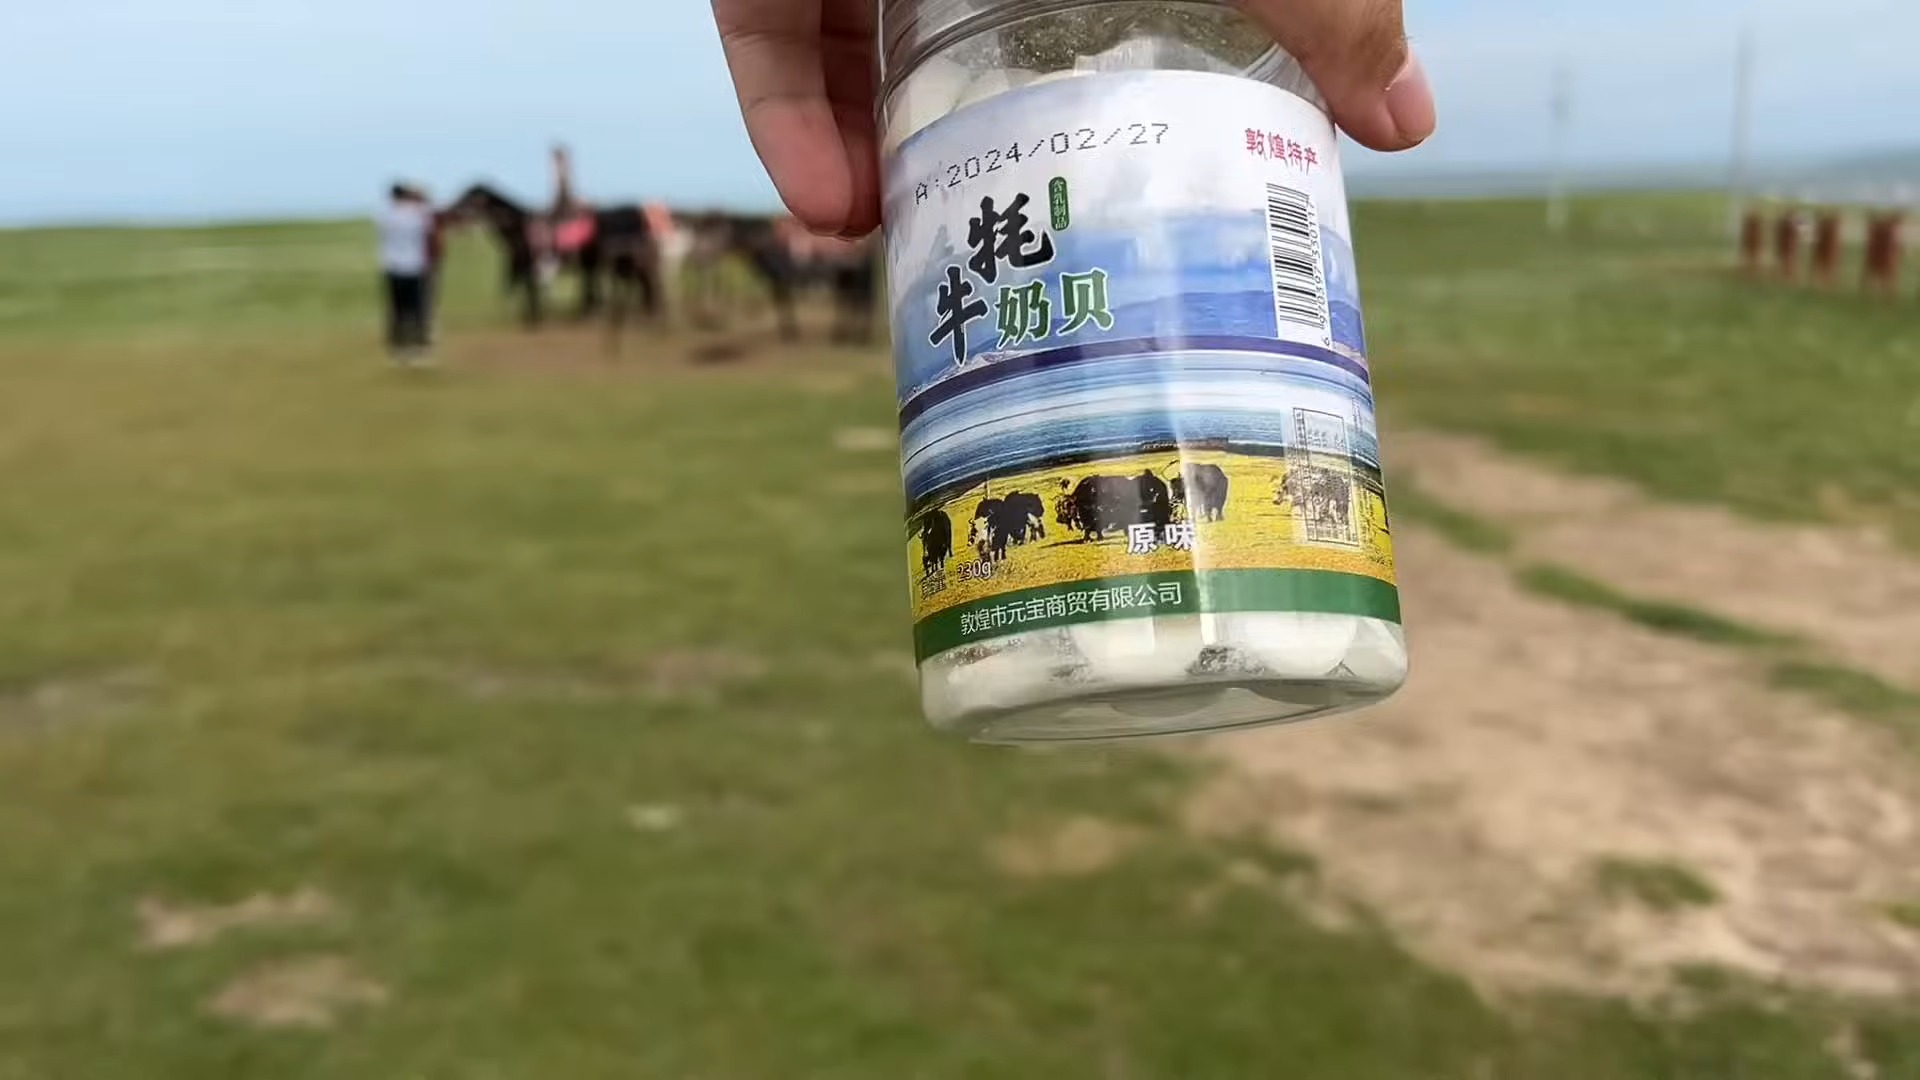 A:2024/02/27
敦煌特产
含乳制品
牦
牛奶贝
原味
230g
敦煌市元宝商贸有限公司